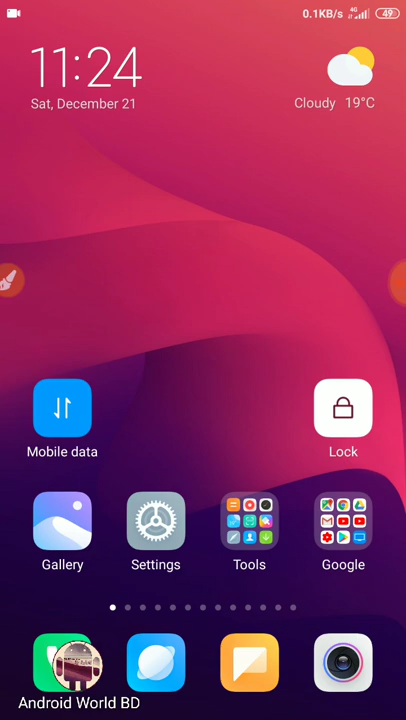 0.1KB/s 4G 49
11:24
Sat, December 21
Cloudy 19°C
Mobile data
Lock
Gallery
Settings
Tools
Google
Android World BD